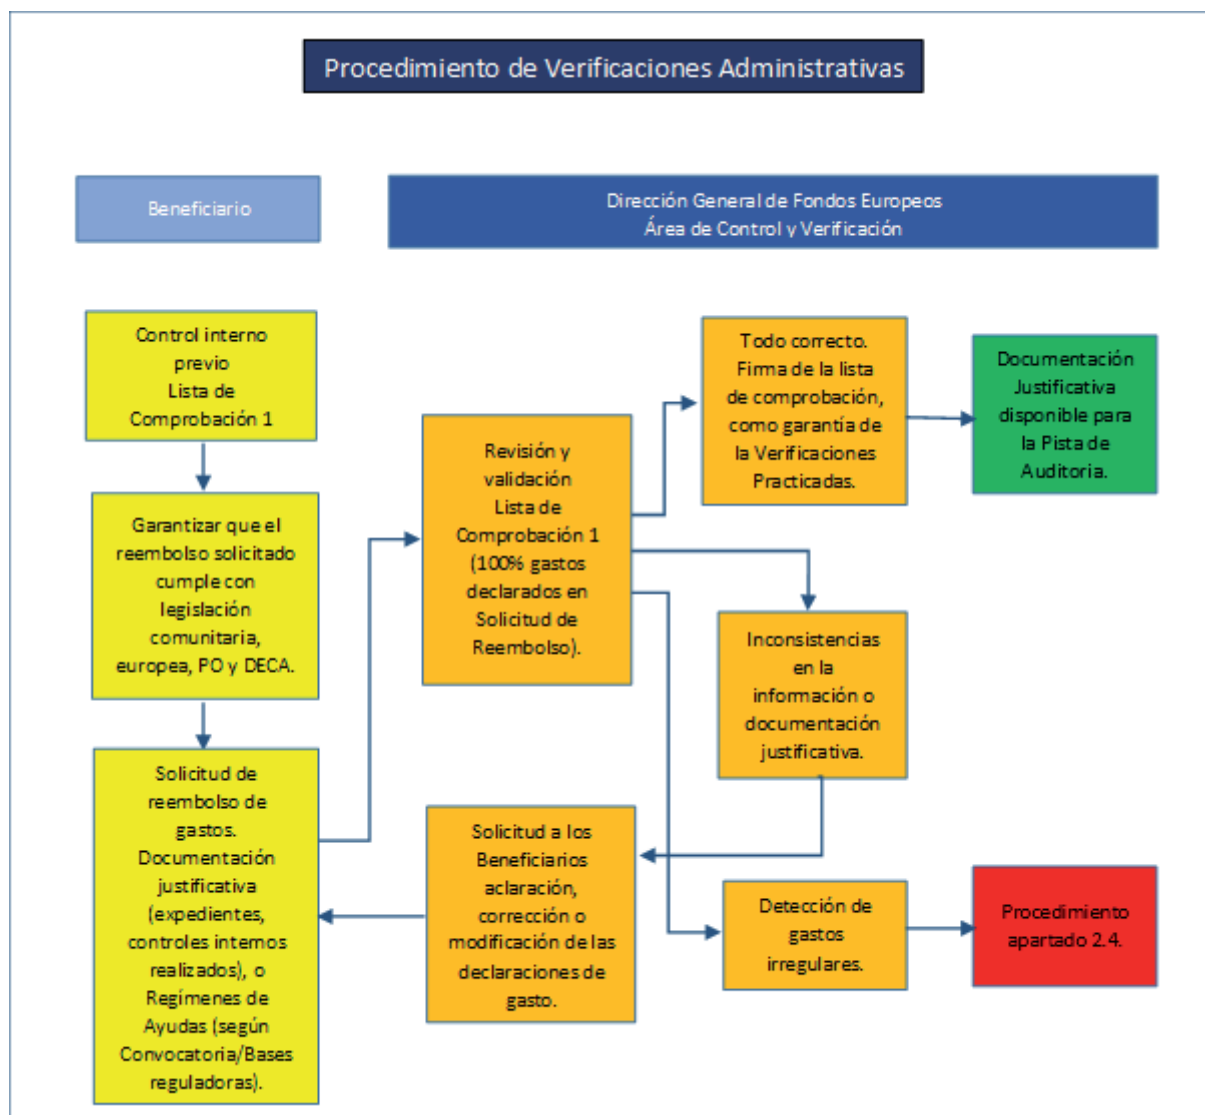 Procedimiento de Verificaciones Administrativas
Beneficiario
Dirección General de Fondos Europeos
Área de Control y Verificación
Control interno
previo
Lista de
Comprobación 1
Garantizar que el
reembolso solicitado
cumple con
legislación
comunitaria,
europea, PO y DECA.
Solicitud de
reembolso de
gastos.
Documentación
justificativa
(expedientes,
controles internos
realizados), o
Regímenes de
Ayudas (según
Convocatoria/Bases
reguladoras).
Revisión y
validación
Lista de
Comprobación 1
(100% gastos
declarados en
Solicitud de
Reembolso).
Solicitud a los
Beneficiarios
aclaración,
corrección o
modificación de las
declaraciones de
gasto.
Todo correcto.
Firma de la lista
de comprobación,
como garantía de
la Verificaciones
Practicadas.
Inconsistencias
en la
información o
documentación
justificativa.
Detección de
gastos
irregulares.
Documentación
Justificativa
disponible para
la Pista de
Auditoria.
Procedimiento
apartado 2.4.